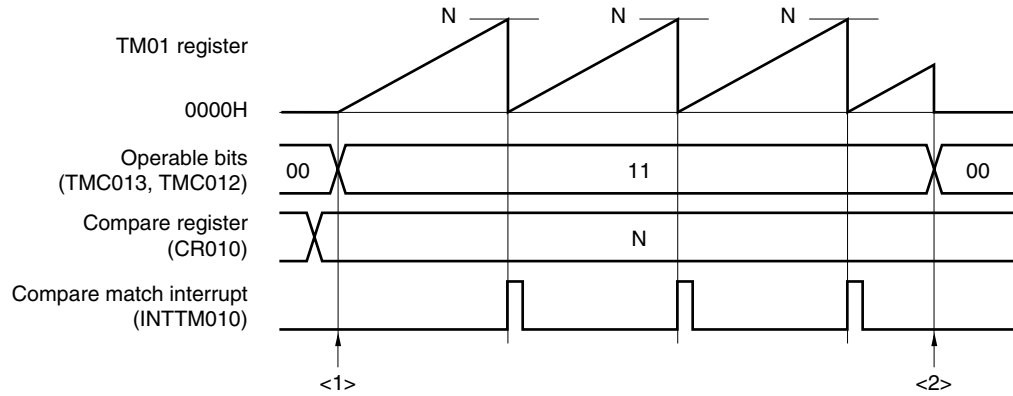 N N N
TM01 register
0000H
Operable bits
(TMC013, TMC012)
00 11 00
Compare register
(CR010)
N
Compare match interrupt
(INTTM010)
<1> <2>